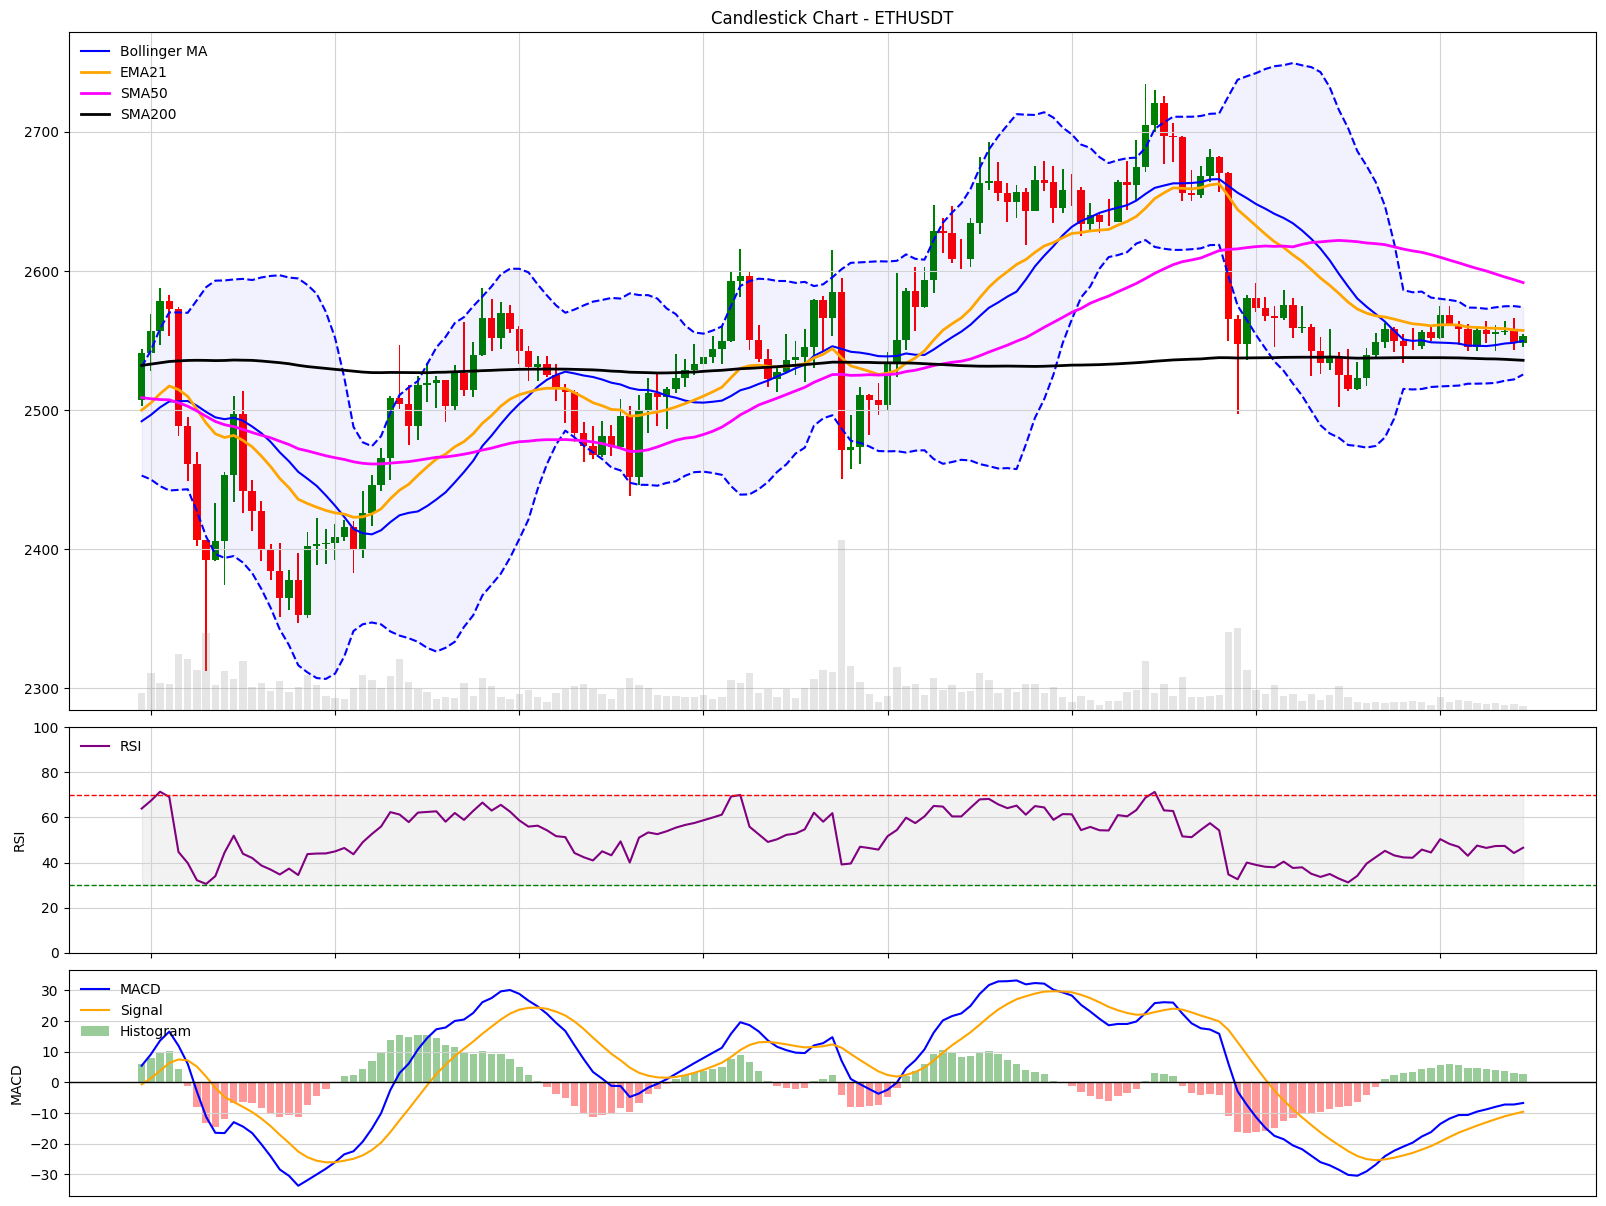 Candlestick Chart - ETHUSDT
Bollinger MA
EMA21
SMA50
SMA200
2700
2600
2500
2400
2300
RSI
100
80
60
40
20
0
RSI
MACD
Signal
Histogram
30
20
10
0
−10
−20
−30
MACD